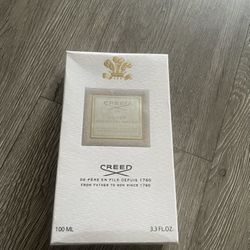 CREED
CREED
DE PÈRE EN FILS DEPUIS 1760
FROM FATHER TO SON SINCE 1760
100 ML 3.3 FL.OZ.